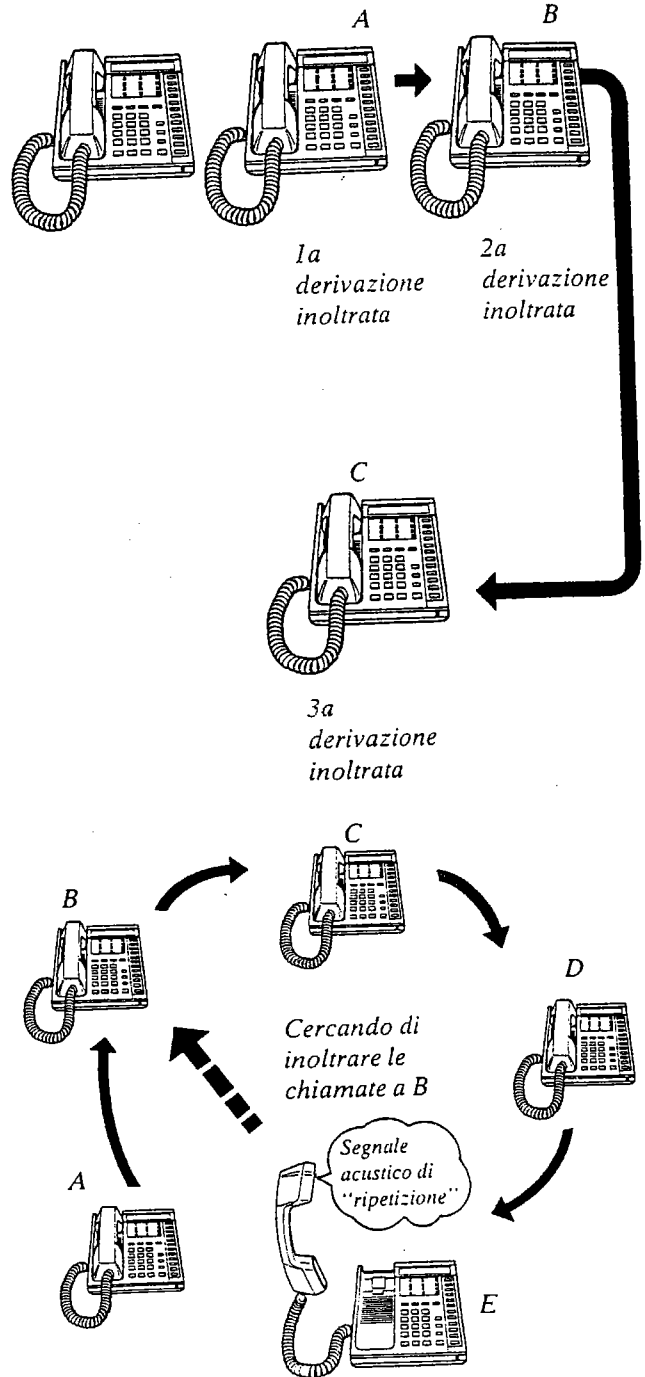 A
B
1a
derivazione
inoltrata
2a
derivazione
inoltrata
C
3a
derivazione
inoltrata
C
B
D
Cercando di
inoltrare le
chiamate a B
Segnale
acustico di
"ripetizione"
A
E